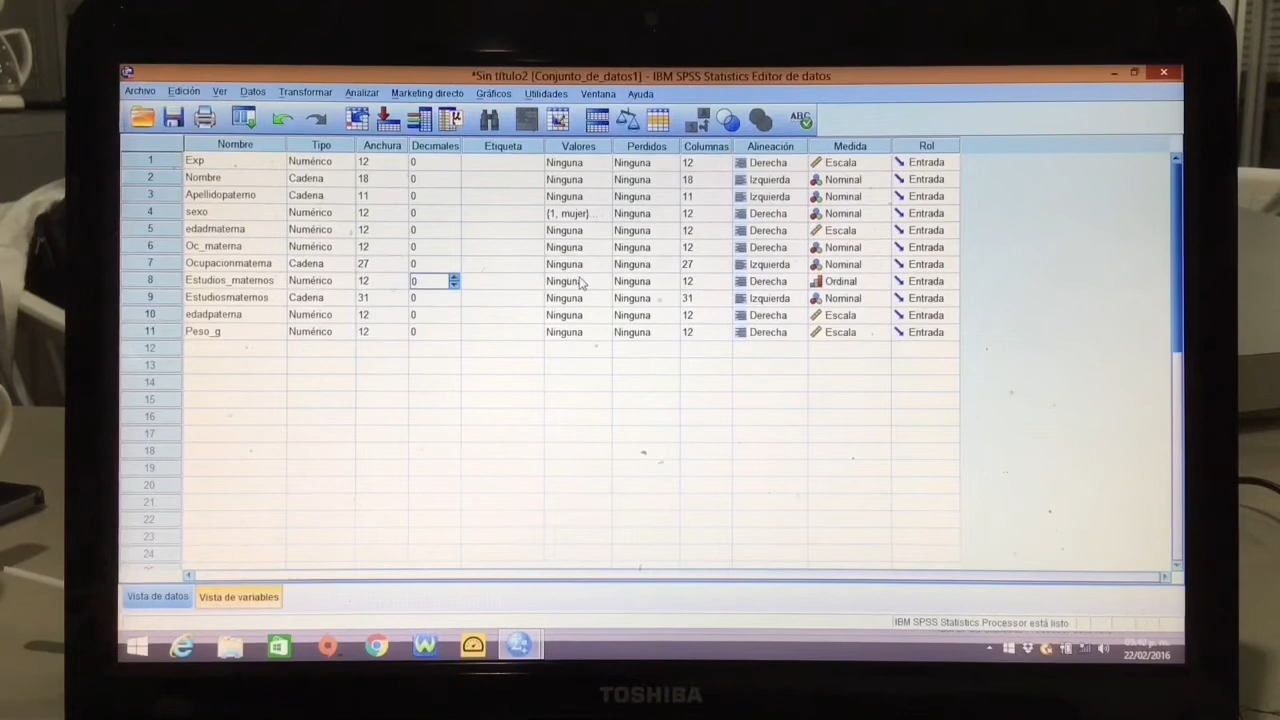 *Sin título2 [Conjunto_de_datos1] - IBM SPSS Statistics Editor de datos
Archivo Edición Ver Datos Transformar Analizar Marketing directo Gráficos Utilidades Ventana Ayuda
Nombre Tipo Anchura Decimales Etiqueta Valores Perdidos Columnas Alineación Medida Rol
1 Exp Numérico 12 0 Ninguna Ninguna 12 Derecha Escala Entrada
2 Nombre Cadena 18 0 Ninguna Ninguna 18 Izquierda Nominal Entrada
3 Apellidopaterno Cadena 11 0 Ninguna Ninguna 11 Izquierda Nominal Entrada
4 sexo Numérico 12 0 {1, mujer}... Ninguna 12 Derecha Nominal Entrada
5 edadmaterna Numérico 12 0 Ninguna Ninguna 12 Derecha Escala Entrada
6 Oc_materna Numérico 12 0 Ninguna Ninguna 12 Derecha Nominal Entrada
7 Ocupacionmaterna Cadena 27 0 Ninguna Ninguna 27 Izquierda Nominal Entrada
8 Estudios_maternos Numérico 12 0 Ninguna Ninguna 12 Derecha Ordinal Entrada
9 Estudiosmaternos Cadena 31 0 Ninguna Ninguna 31 Izquierda Nominal Entrada
10 edadpaterna Numérico 12 0 Ninguna Ninguna 12 Derecha Escala Entrada
11 Peso_g Numérico 12 0 Ninguna Ninguna 12 Derecha Escala Entrada
12
13
14
15
16
17
18
19
20
21
22
23
24
Vista de datos Vista de variables
IBM SPSS Statistics Processor está listo
22/02/2016
TOSHIBA